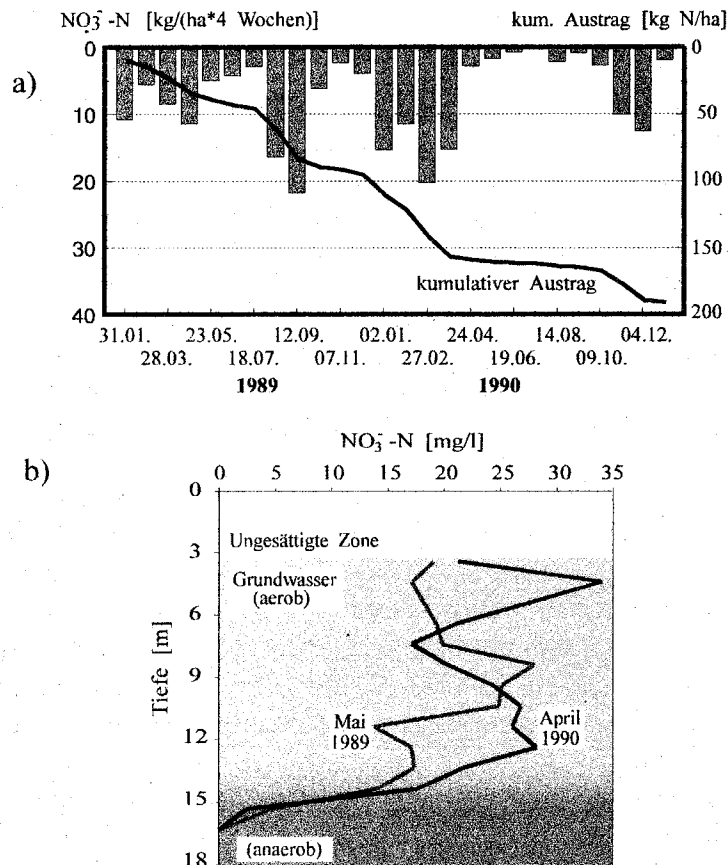 NO₃⁻-N [kg/(ha*4 Wochen)] kum. Austrag [kg N/ha]
a)
0 0
10 50
20 100
30 150
kumulativer Austrag
40 200
31.01. 23.05. 12.09. 02.01. 24.04. 14.08. 04.12.
28.03. 18.07. 07.11. 27.02. 19.06. 09.10.
1989 1990
NO₃⁻-N [mg/l]
b)
0 5 10 15 20 25 30 35
0
Ungesättigte Zone
3
Grundwasser
(aerob)
6
Tiefe [m]
9
Mai
1989
April
1990
12
15
(anaerob)
18